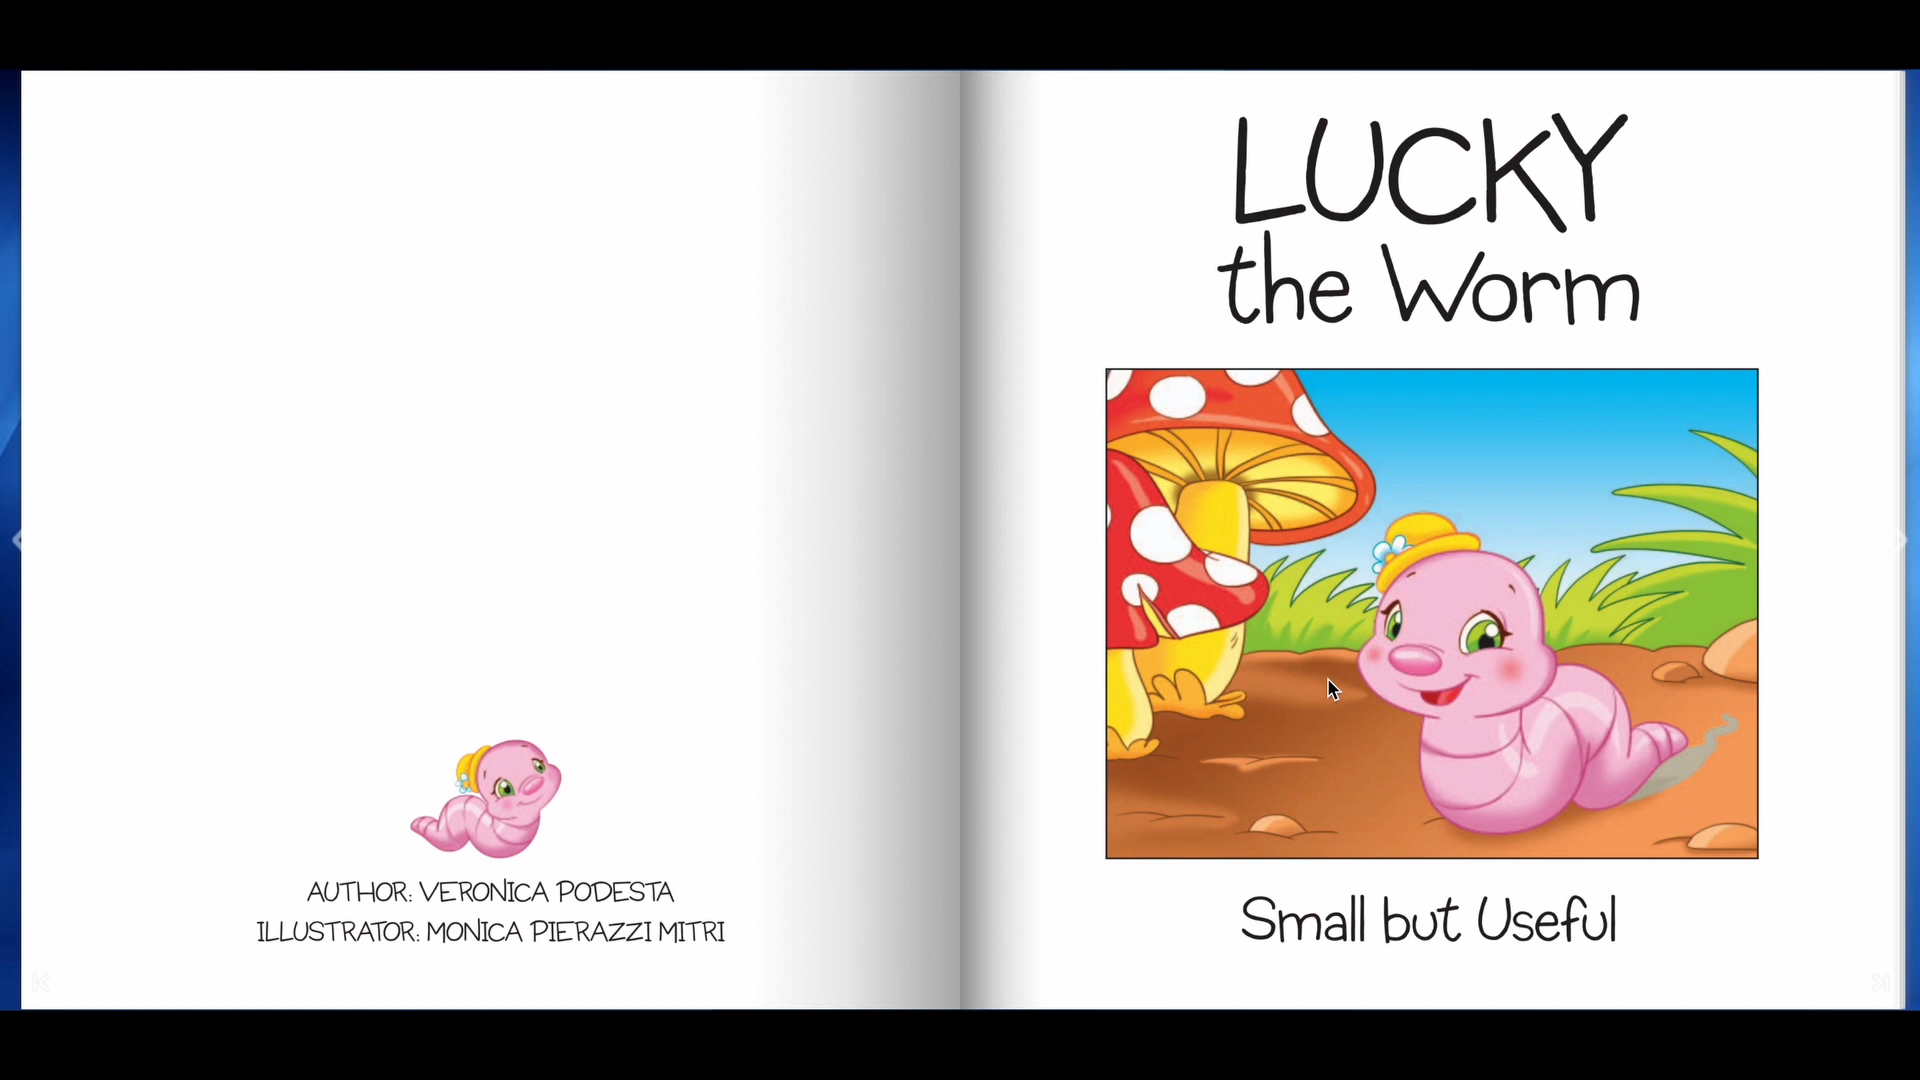 AUTHOR: VERONICA PODESTA
ILLUSTRATOR: MONICA PIERAZZI MITRI
LUCKY
the Worm
Small but Useful